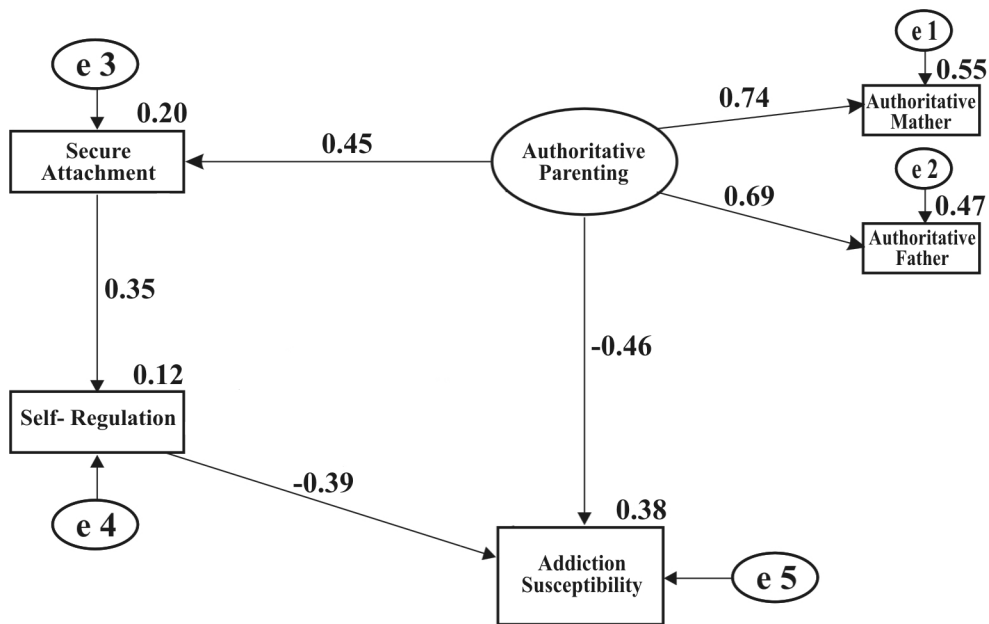 e 1
0.55
Authoritative
Mather
0.74
e 3
0.20
Secure
Attachment
0.45
Authoritative
Parenting
e 2
0.47
Authoritative
Father
0.69
0.35
-0.46
0.12
Self- Regulation
-0.39
e 4
0.38
Addiction
Susceptibility
e 5